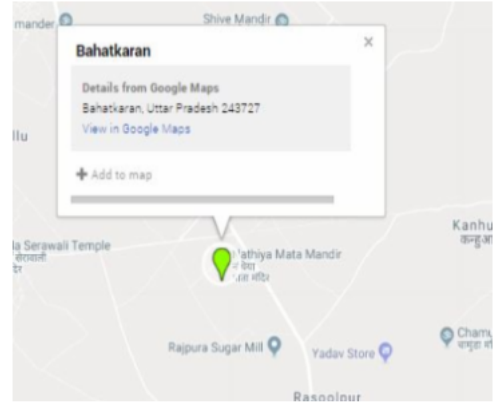 mander
Shive Mandir
Bahatkaran
×
Details from Google Maps
Bahatkaran, Uttar Pradesh 243727
View in Google Maps
llu
+ Add to map
Kanhu
la Serawali Temple
athiya Mata Mandir
Rajpura Sugar Mill
Yadav Store
Chamu
Rasoolpur